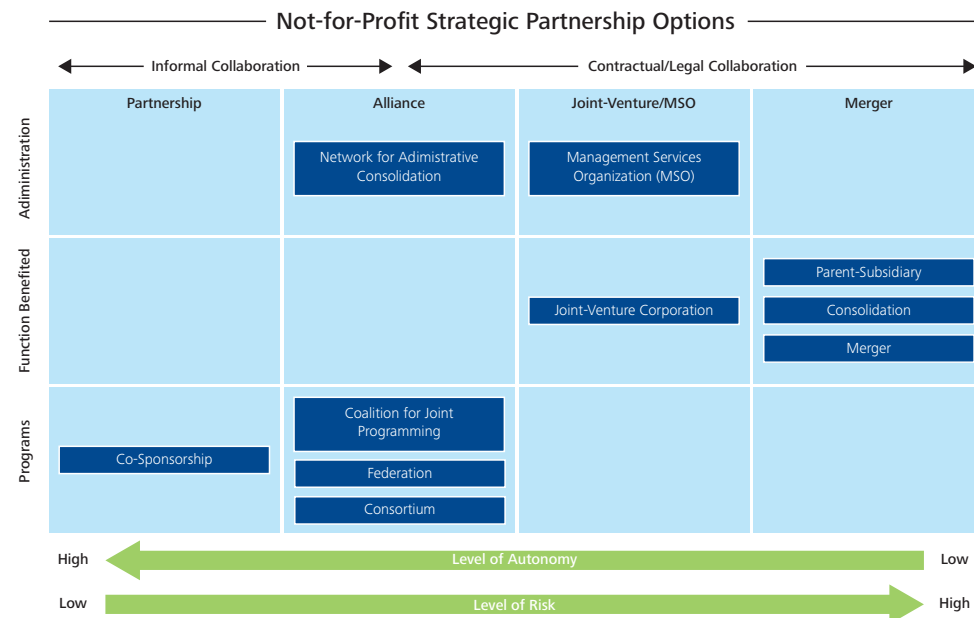 Not-for-Profit Strategic Partnership Options
Informal Collaboration
Contractual/Legal Collaboration
Partnership
Alliance
Joint-Venture/MSO
Merger
Adiministration
Network for Adimistrative
Consolidation
Management Services
Organization (MSO)
Function Benefited
Joint-Venture Corporation
Parent-Subsidiary
Consolidation
Merger
Programs
Co-Sponsorship
Coalition for Joint
Programming
Federation
Consortium
High
Level of Autonomy
Low
Low
Level of Risk
High